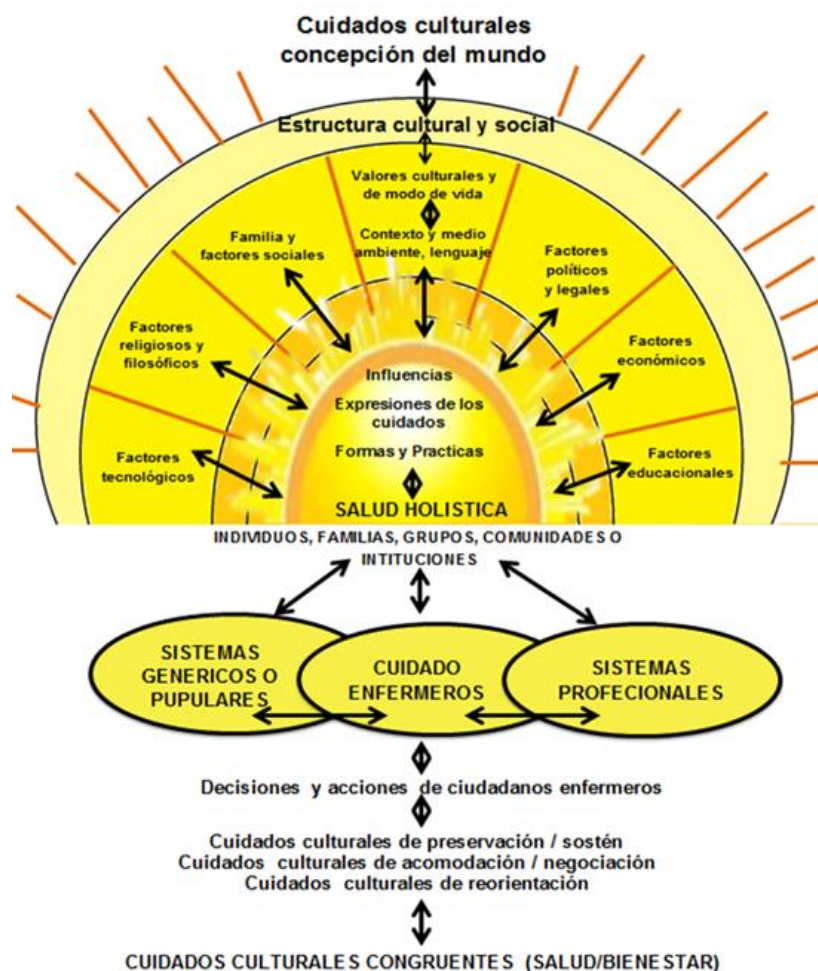 Cuidados culturales
concepción del mundo
Estructura cultural y social
Valores culturales y
de modo de vida
Contexto y medio
ambiente, lenguaje
Familia y
factores sociales
Factores
políticos
y legales
Factores
religiosos y
filosóficos
Factores
económicos
Factores
tecnológicos
Factores
educacionales
Influencias
Expresiones de los
cuidados
Formas y Practicas
SALUD HOLISTICA
INDIVIDUOS, FAMILIAS, GRUPOS, COMUNIDADES O
INTITUCIONES
SISTEMAS
GENERICOS O
PUPULARES
CUIDADO
ENFERMEROS
SISTEMAS
PROFECIONALES
Decisiones y acciones de ciudadanos enfermeros
Cuidados culturales de preservación / sostén
Cuidados culturales de acomodación / negociación
Cuidados culturales de reorientación
CUIDADOS CULTURALES CONGRUENTES (SALUD/BIENESTAR)